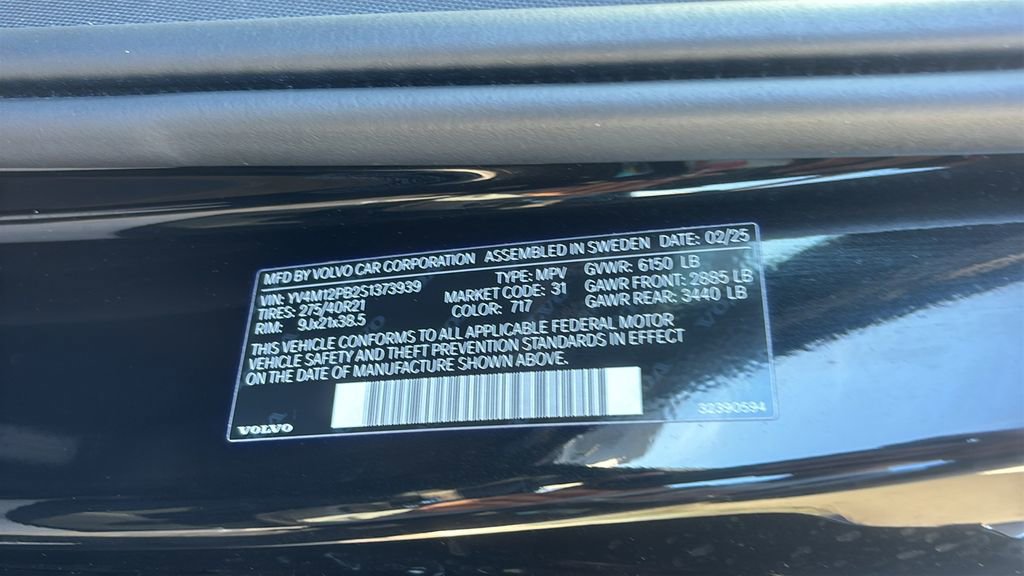 MFD BY VOLVO CAR CORPORATION ASSEMBLED IN SWEDEN DATE: 02/25
VIN: YV4M12PB2S1373939 TYPE: MPV GVWR: 6150 LB
TIRES: 275/40R21 MARKET CODE: 31 GAWR FRONT: 2885 LB
RIM: 9Jx21x38.5 COLOR: 717 GAWR REAR: 3440 LB
THIS VEHICLE CONFORMS TO ALL APPLICABLE FEDERAL MOTOR
VEHICLE SAFETY AND THEFT PREVENTION STANDARDS IN EFFECT
ON THE DATE OF MANUFACTURE SHOWN ABOVE.
VOLVO 32390594